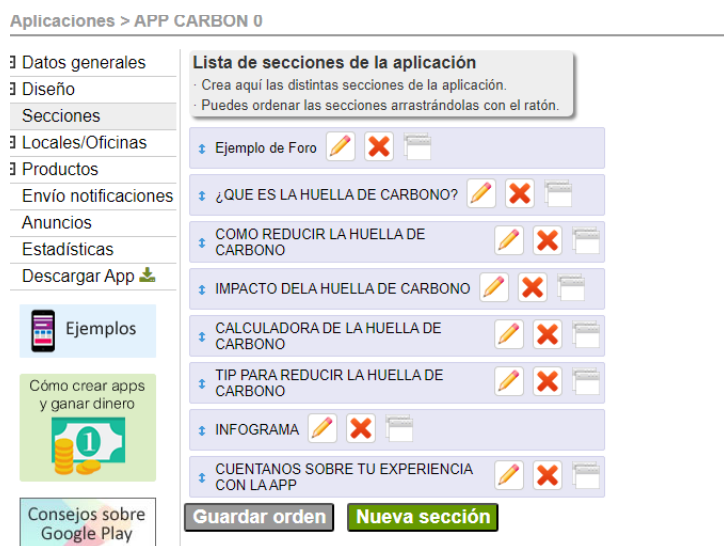 Aplicaciones > APP CARBON 0
Datos generales
Diseño
Secciones
Locales/Oficinas
Productos
Envío notificaciones
Anuncios
Estadísticas
Descargar App
Ejemplos
Cómo crear apps
y ganar dinero
1
Consejos sobre
Google Play
Lista de secciones de la aplicación
· Crea aquí las distintas secciones de la aplicación.
· Puedes ordenar las secciones arrastrándolas con el ratón.
Ejemplo de Foro
¿QUE ES LA HUELLA DE CARBONO?
COMO REDUCIR LA HUELLA DE
CARBONO
IMPACTO DELA HUELLA DE CARBONO
CALCULADORA DE LA HUELLA DE
CARBONO
TIP PARA REDUCIR LA HUELLA DE
CARBONO
INFOGRAMA
CUENTANOS SOBRE TU EXPERIENCIA
CON LA APP
Guardar orden
Nueva sección